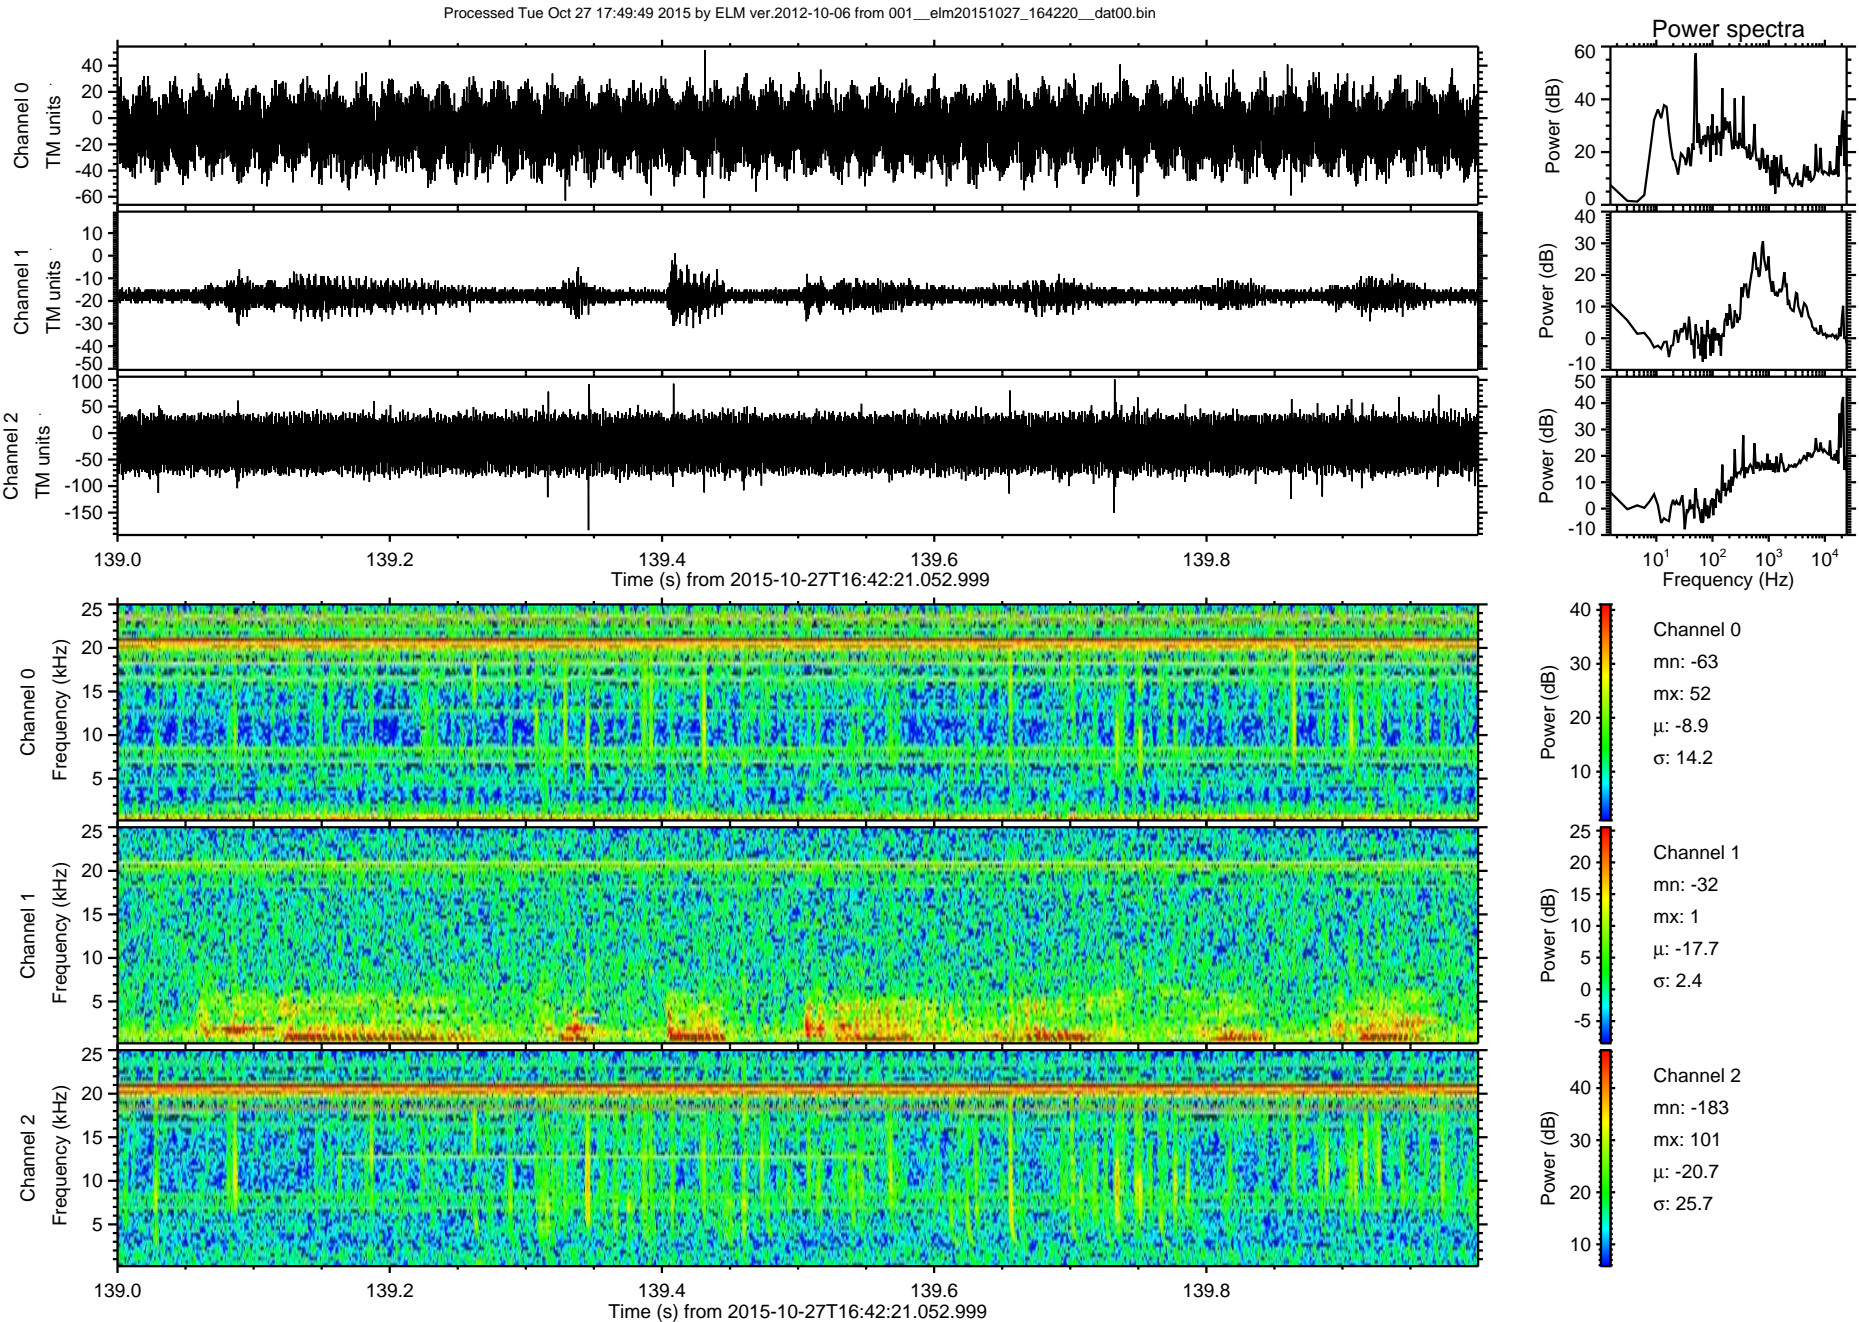 Processed Tue Oct 27 17:49:49 2015 by ELM ver.2012-10-06 from 001__elm20151027_164220__dat00.bin
Power spectra
Channel 0
TM units
40
20
0
-20
-40
-60
Power (dB)
60
40
20
0
Channel 1
TM units
10
0
-10
-20
-30
-40
-50
Power (dB)
40
30
20
10
0
-10
Channel 2
TM units
100
50
0
-50
-100
-150
Power (dB)
50
40
30
20
10
0
-10
139.0 139.2 139.4 139.6 139.8
Time (s) from 2015-10-27T16:42:21.052.999
10¹ 10² 10³ 10⁴
Frequency (Hz)
Channel 0
Frequency (kHz)
25
20
15
10
5
Power (dB)
40
30
20
10
Channel 0
mn: -63
mx: 52
μ: -8.9
σ: 14.2
Channel 1
Frequency (kHz)
25
20
15
10
5
Power (dB)
25
20
15
10
5
0
-5
Channel 1
mn: -32
mx: 1
μ: -17.7
σ: 2.4
Channel 2
Frequency (kHz)
25
20
15
10
5
Power (dB)
40
30
20
10
Channel 2
mn: -183
mx: 101
μ: -20.7
σ: 25.7
139.0 139.2 139.4 139.6 139.8
Time (s) from 2015-10-27T16:42:21.052.999